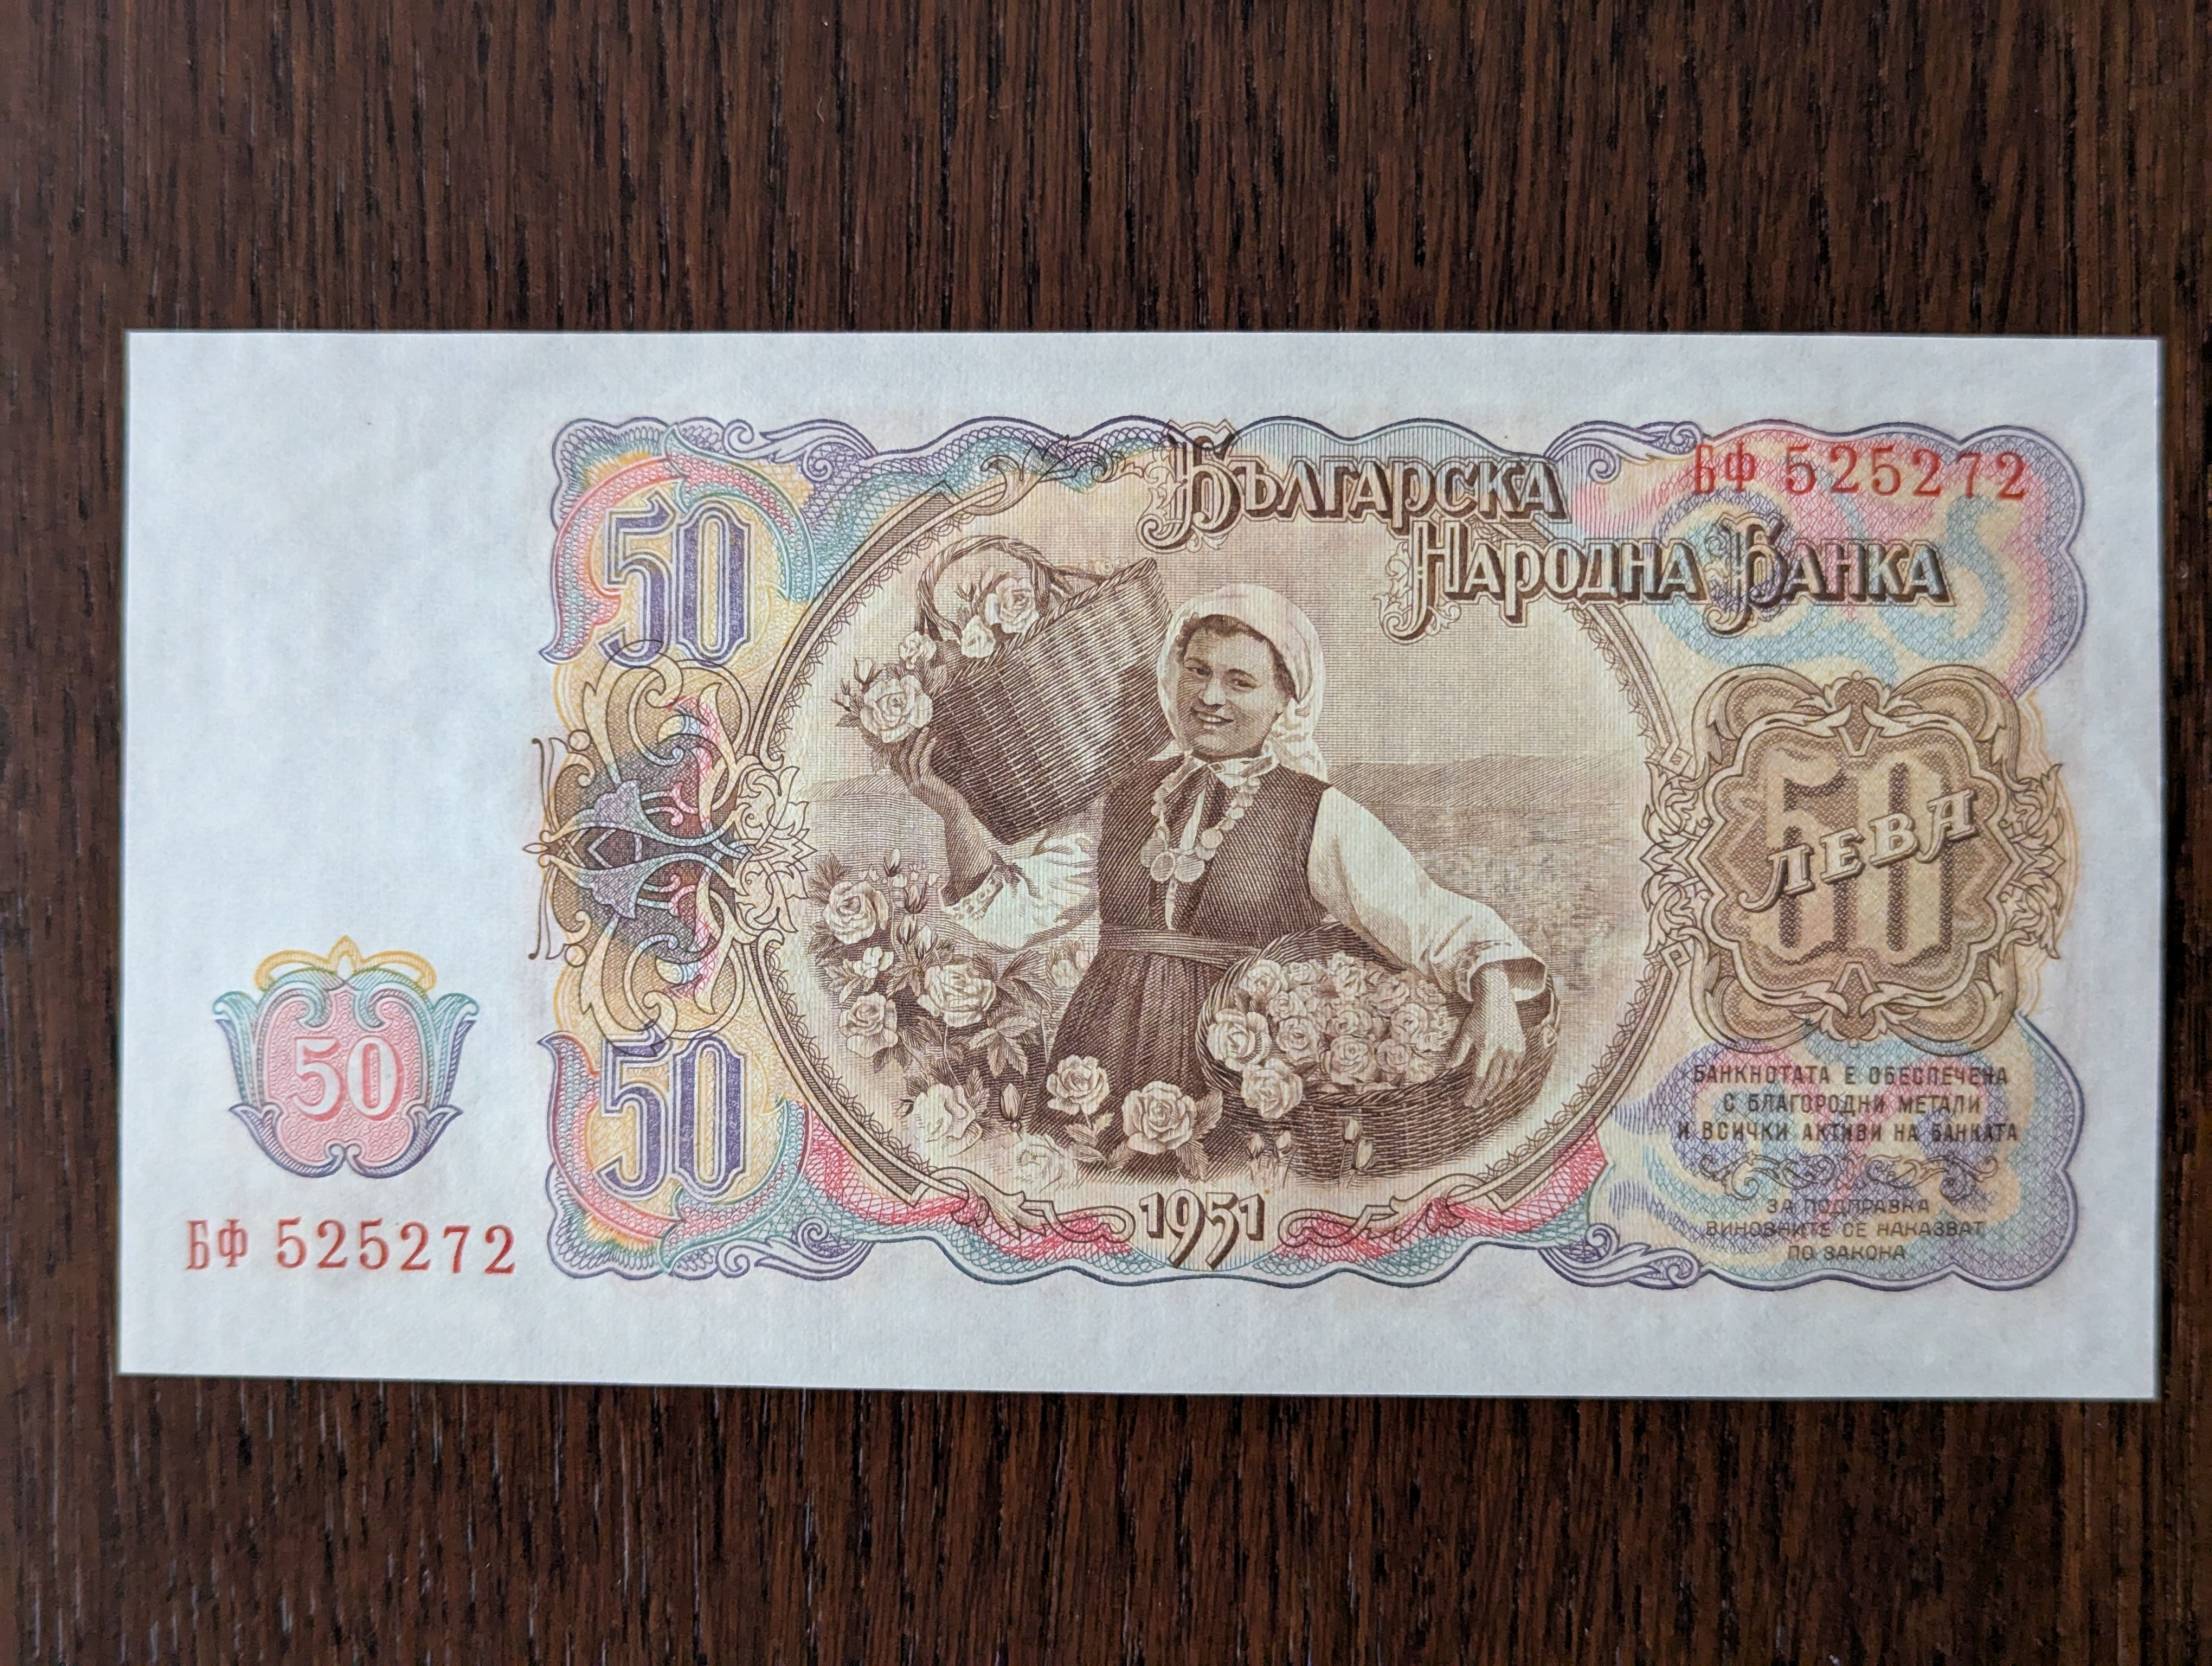 БЪЛГАРСКА
НАРОДНА БАНКА
БФ 525272
50
50
ЛЕВА
50
50
БФ 525272
1951
БАНКНОТАТА Е ОБЕСПЕЧЕНА
С БЛАГОРОДНИ МЕТАЛИ
И ВСИЧКИ АКТИВИ НА БАНКАТА
ЗА ПОДПРАВКА
ВИНОВНИТЕ СЕ НАКАЗВАТ
ПО ЗАКОНА